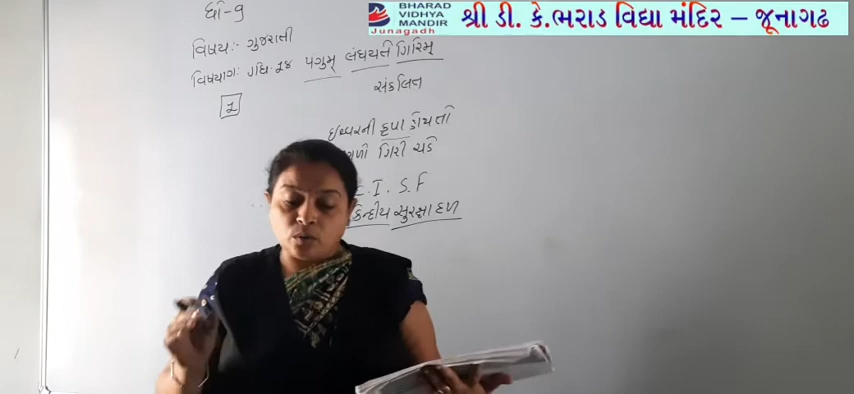 ધો-9
BHARAD
VIDHYA
MANDIR
Junagadh
શ્રી ડી. કે.ભરાડ વિદ્યા મંદિર – જૂનાગઢ
વિષય:- ગુજરાતી
વિષયાંગ: ગદ્ય-૧૪ પંગુમ્ લંઘયતે ગિરિમ્
સંકલિત
૧
ઈશ્વરની કૃપા હોય તો
ગિરી ચડે
I. S. F
કેન્દ્રીય સુરક્ષા દળ